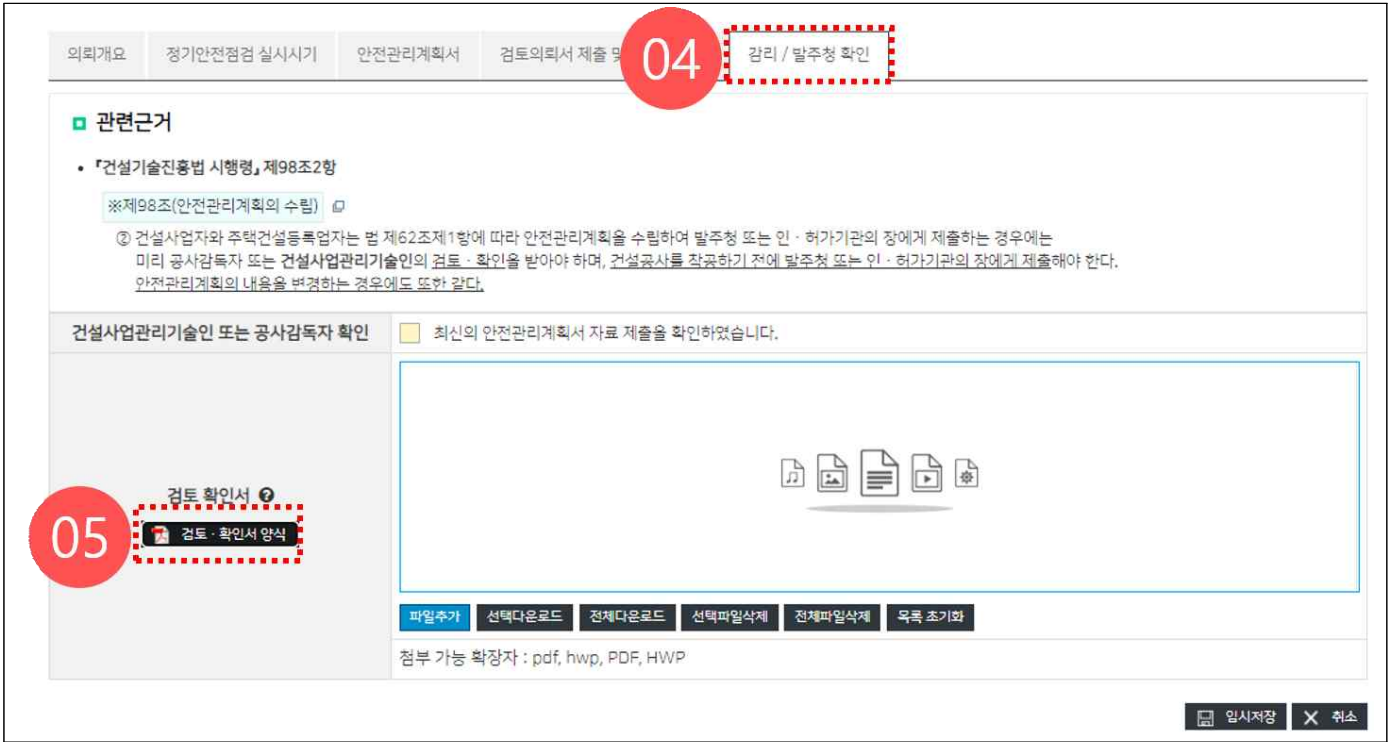 의뢰개요 정기안전점검 실시시기 안전관리계획서 검토의뢰서 제출 및 04 감리 / 발주청 확인
관련근거
• 『건설기술진흥법 시행령』 제98조2항
※제98조(안전관리계획의 수립)
② 건설사업자와 주택건설등록업자는 법 제62조제1항에 따라 안전관리계획을 수립하여 발주청 또는 인 · 허가기관의 장에게 제출하는 경우에는
미리 공사감독자 또는 건설사업관리기술인의 검토 · 확인을 받아야 하며, 건설공사를 착공하기 전에 발주청 또는 인 · 허가기관의 장에게 제출해야 한다.
안전관리계획의 내용을 변경하는 경우에도 또한 같다.
건설사업관리기술인 또는 공사감독자 확인 최신의 안전관리계획서 자료 제출을 확인하였습니다.
검토 확인서 ?
05 검토 · 확인서 양식
파일추가 선택다운로드 전체다운로드 선택파일삭제 전체파일삭제 목록 초기화
첨부 가능 확장자 : pdf, hwp, PDF, HWP
임시저장 취소